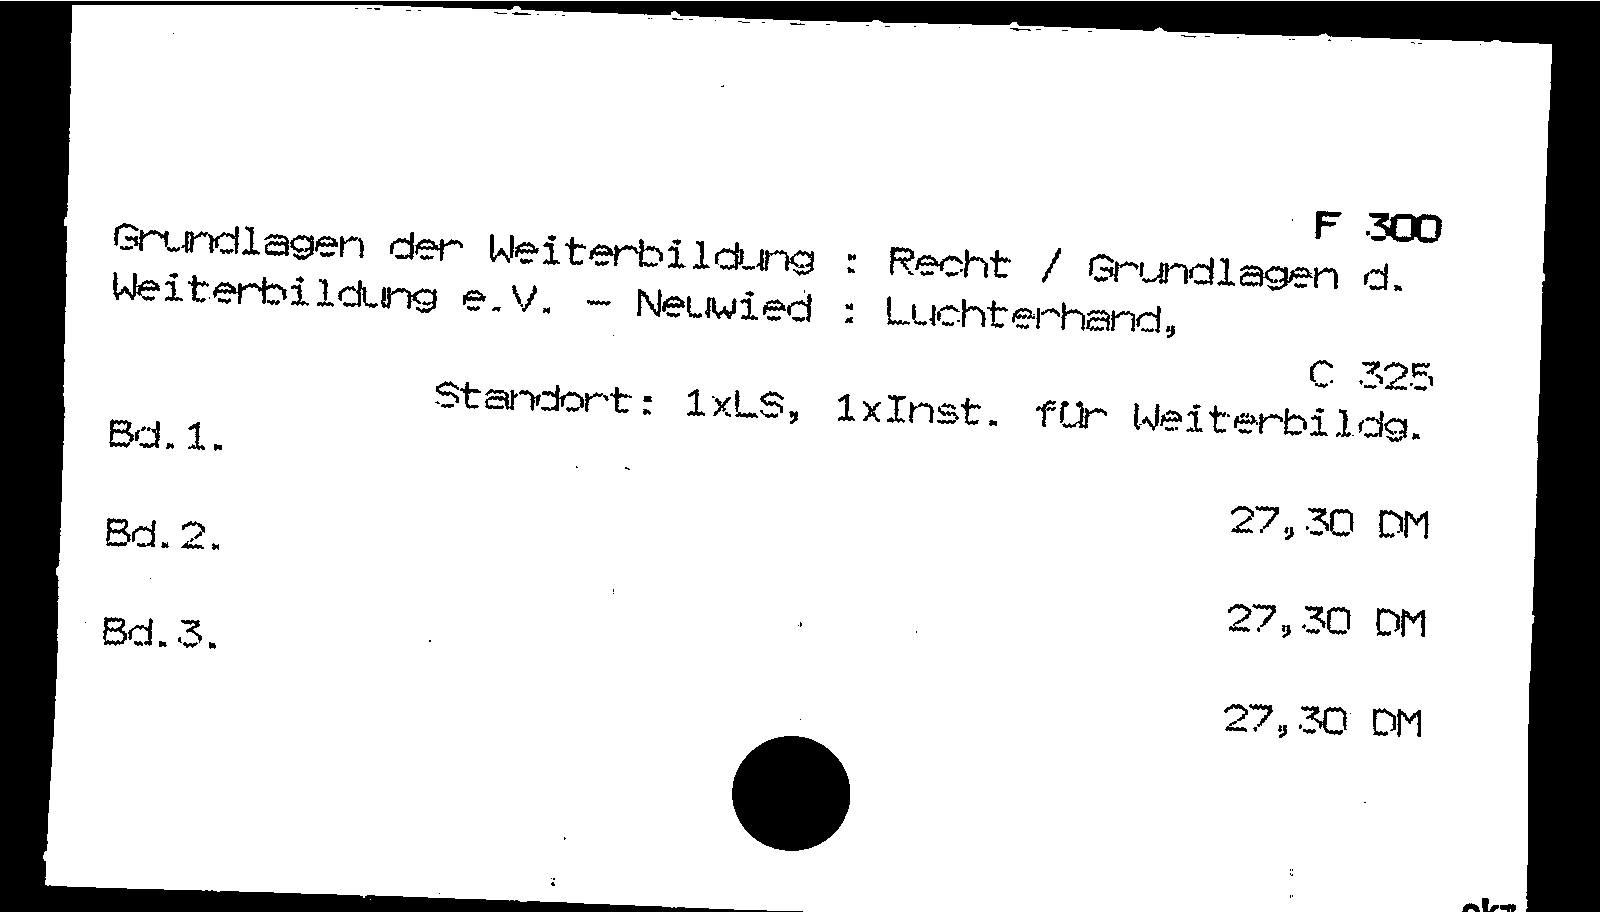 F 300
Grundlagen der Weiterbildung : Recht / Grundlagen d.
Weiterbildung e.V. - Neuwied : Luchterhand,
C 325
Standort: 1xLS, 1xInst. für Weiterbildg.
Bd.1.
27,30 DM
Bd.2.
27,30 DM
Bd.3.
27,30 DM